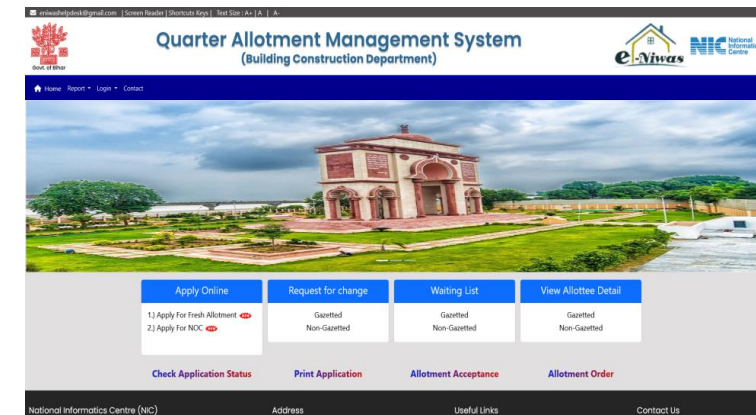 eniwashelpdesk@gmail.com | Screen Reader | Shortcuts Keys | Text Size : A+ | A | A-
Govt. of Bihar
Quarter Allotment Management System
(Building Construction Department)
e-Niwas
NIC National Informatics Centre
Home Report Login Contact
Apply Online Request for change Waiting List View Allottee Detail
1.) Apply For Fresh Allotment Gazetted Gazetted Gazetted
2.) Apply For NOC Non-Gazetted Non-Gazetted Non-Gazetted
Check Application Status Print Application Allotment Acceptance Allotment Order
National Informatics Centre (NIC) Address Useful Links Contact Us